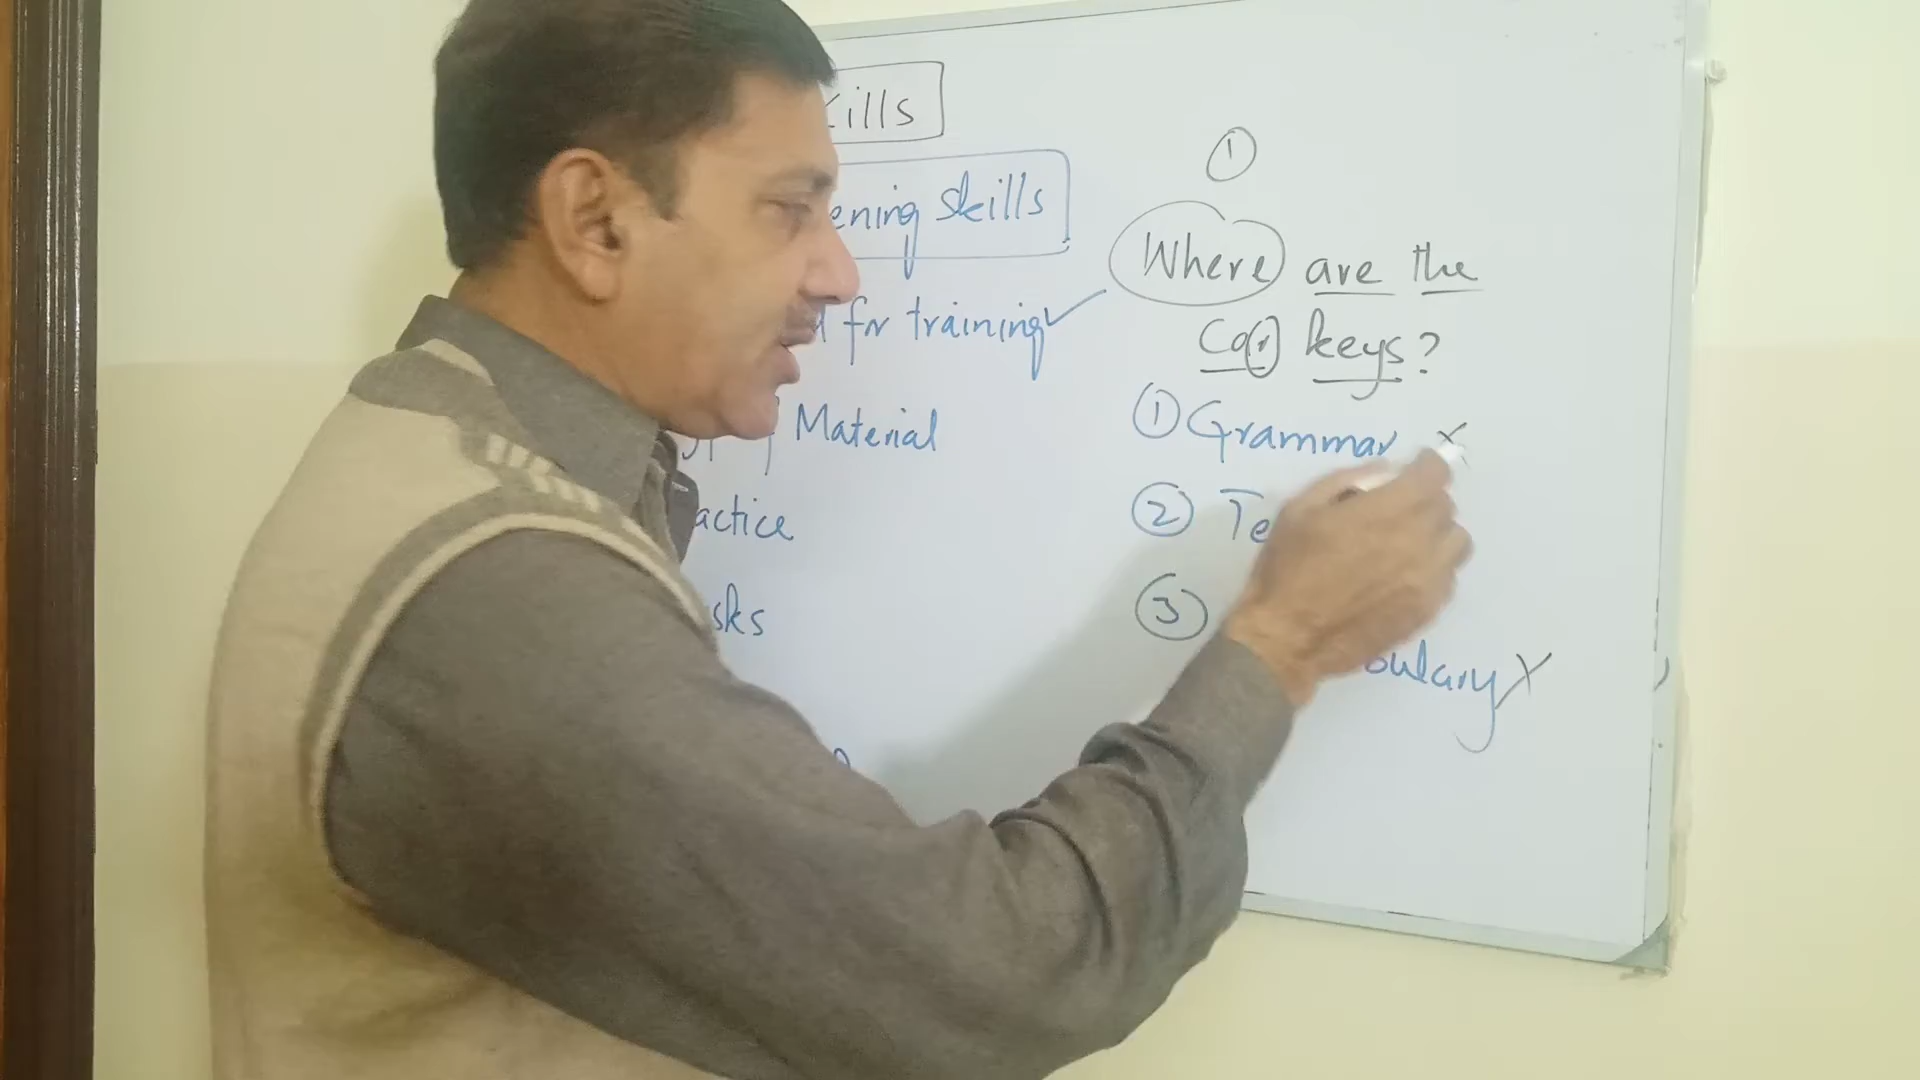 kills
ening skills
for training ✓
Material
actice
sks
①
Where are the
Car keys?
① Grammar X
② Te
③
bulary X